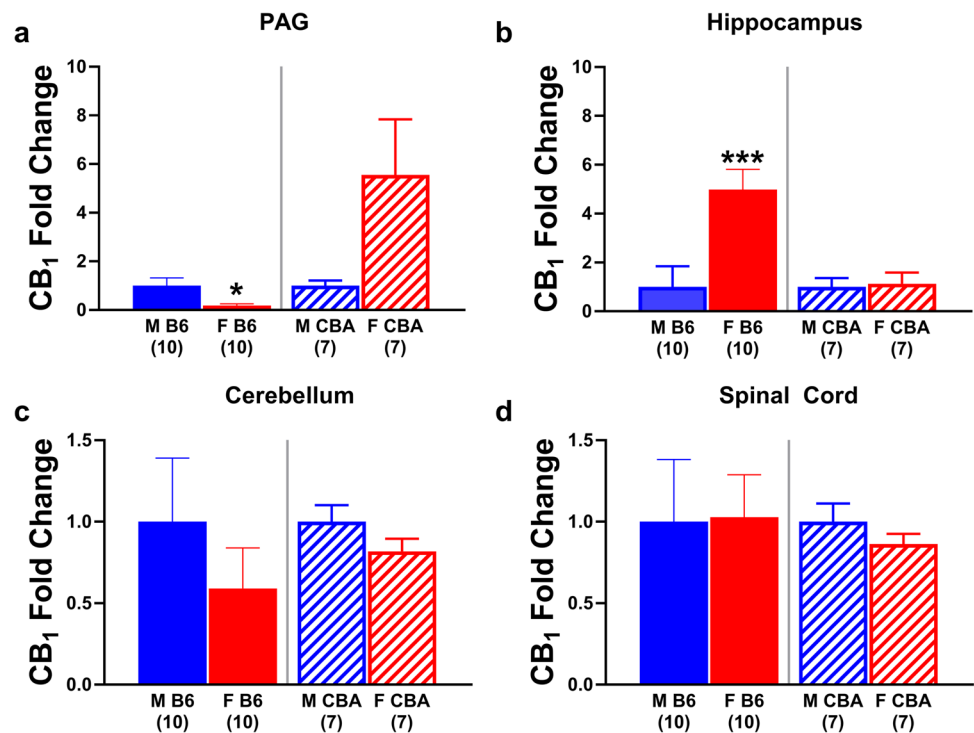 a
PAG
CB₁ Fold Change
10
8
6
4
2
0
*
M B6
(10)
F B6
(10)
M CBA
(7)
F CBA
(7)
b
Hippocampus
CB₁ Fold Change
10
8
6
4
2
0
***
M B6
(10)
F B6
(10)
M CBA
(7)
F CBA
(7)
c
Cerebellum
CB₁ Fold Change
1.5
1.0
0.5
0.0
M B6
(10)
F B6
(10)
M CBA
(7)
F CBA
(7)
d
Spinal Cord
CB₁ Fold Change
1.5
1.0
0.5
0.0
M B6
(10)
F B6
(10)
M CBA
(7)
F CBA
(7)